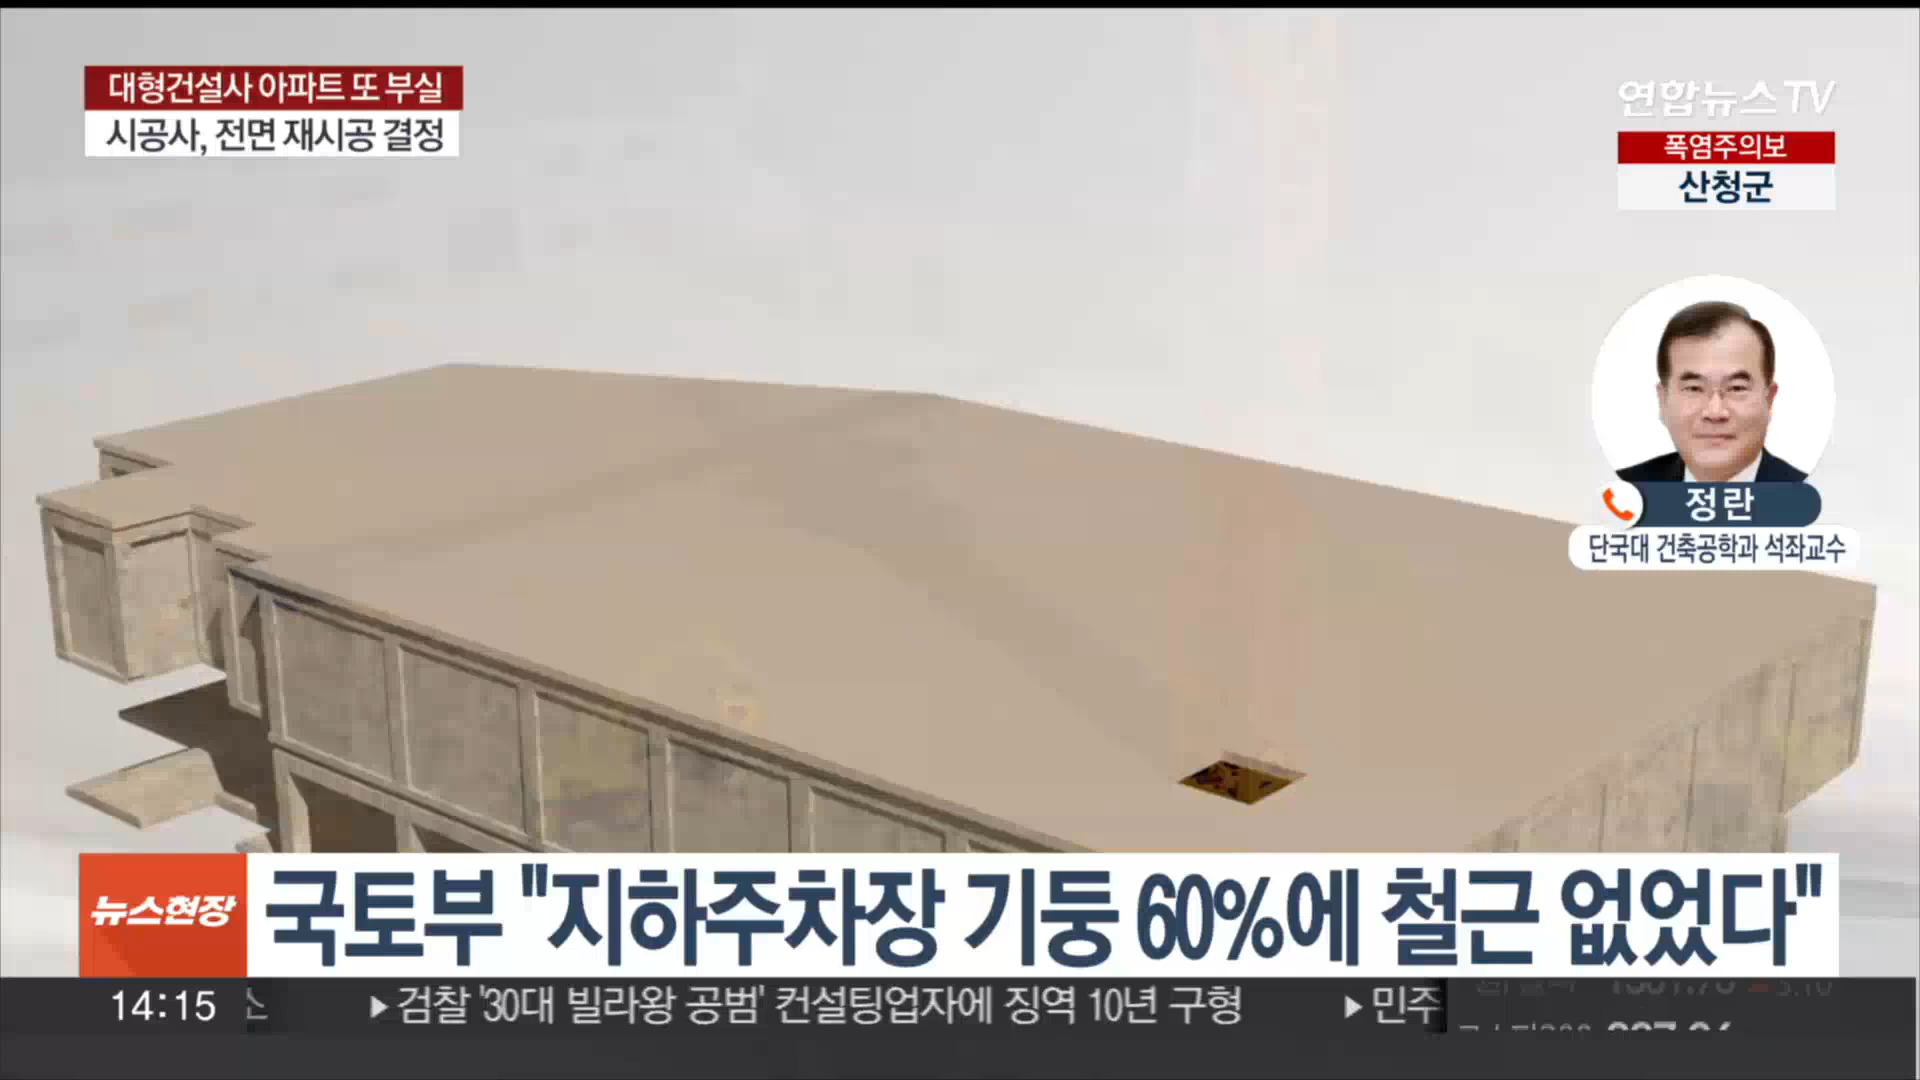 대형건설사 아파트 또 부실
시공사, 전면 재시공 결정
연합뉴스TV
폭염주의보
산청군
정란
단국대 건축공학과 석좌교수
뉴스현장
국토부 "지하주차장 기둥 60%에 철근 없었다"
14:15
▶검찰 '30대 빌라왕 공범' 컨설팅업자에 징역 10년 구형 ▶민주